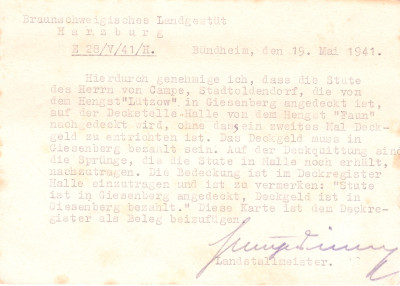 Braunschweigisches Landgestüt
Harzburg
Z 28/V/41/H. Bündheim, den 19. Mai 1941.
Hierdurch genehmige ich, dass die Stute
des Herrn von Campe, Stadtoldendorf, die von
dem Hengst "Lützow" in Giesenberg angedeckt ist,
auf der Deckstelle-Halle von dem Hengst "Faun"
nachgedeckt wird, ohne dassein zweites Mal Deck-
geld zu entrichten ist. Das Deckgeld muss in
Giesenberg bezahlt sein. Auf der Deckquittung sind
die Sprünge, die die Stute in Halle noch erhält,
nachzutragen. Die Bedeckung ist im Deckregister
Halle einzutragen und ist zu vermerken: "Stute
ist in Giesenberg angedeckt, Deckgeld ist in
Giesenberg bezahlt." Diese Karte ist dem Deckre-
gister als Beleg beizufügen.
Landstallmeister.